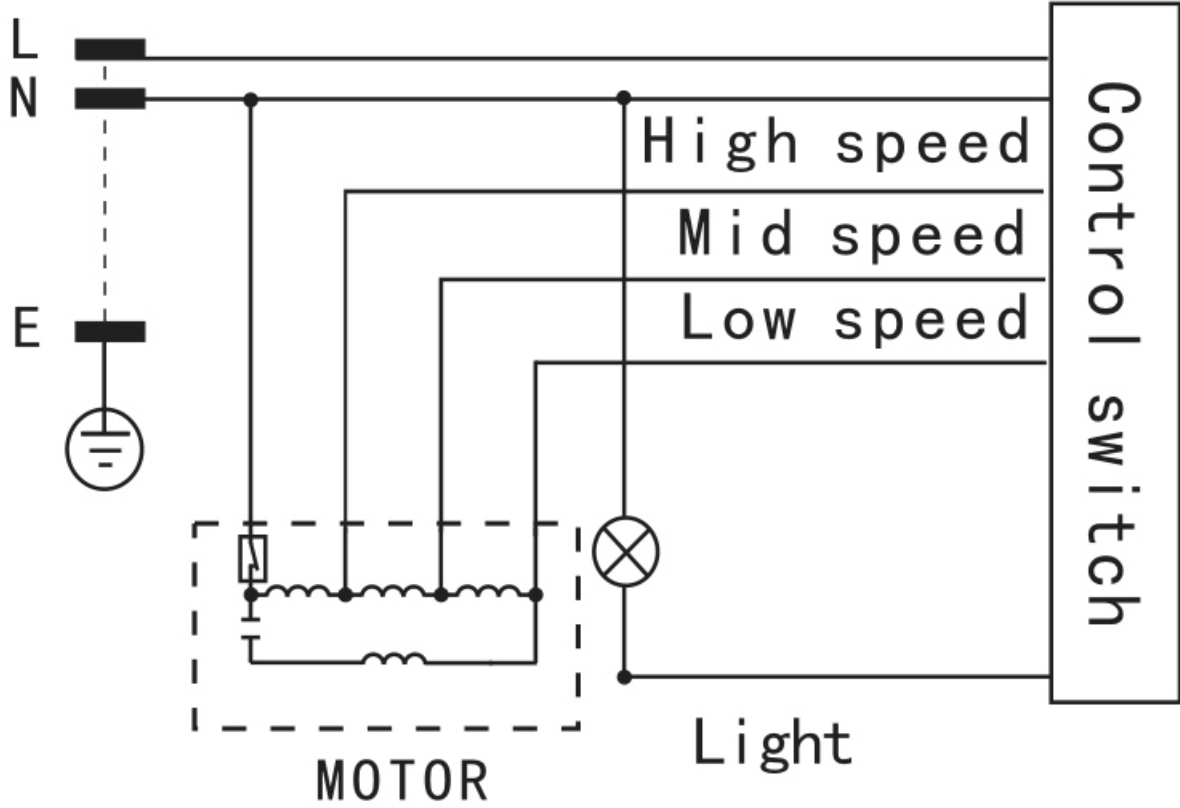 L
N
High speed
Mid speed
Low speed
E
Control switch
Light
MOTOR